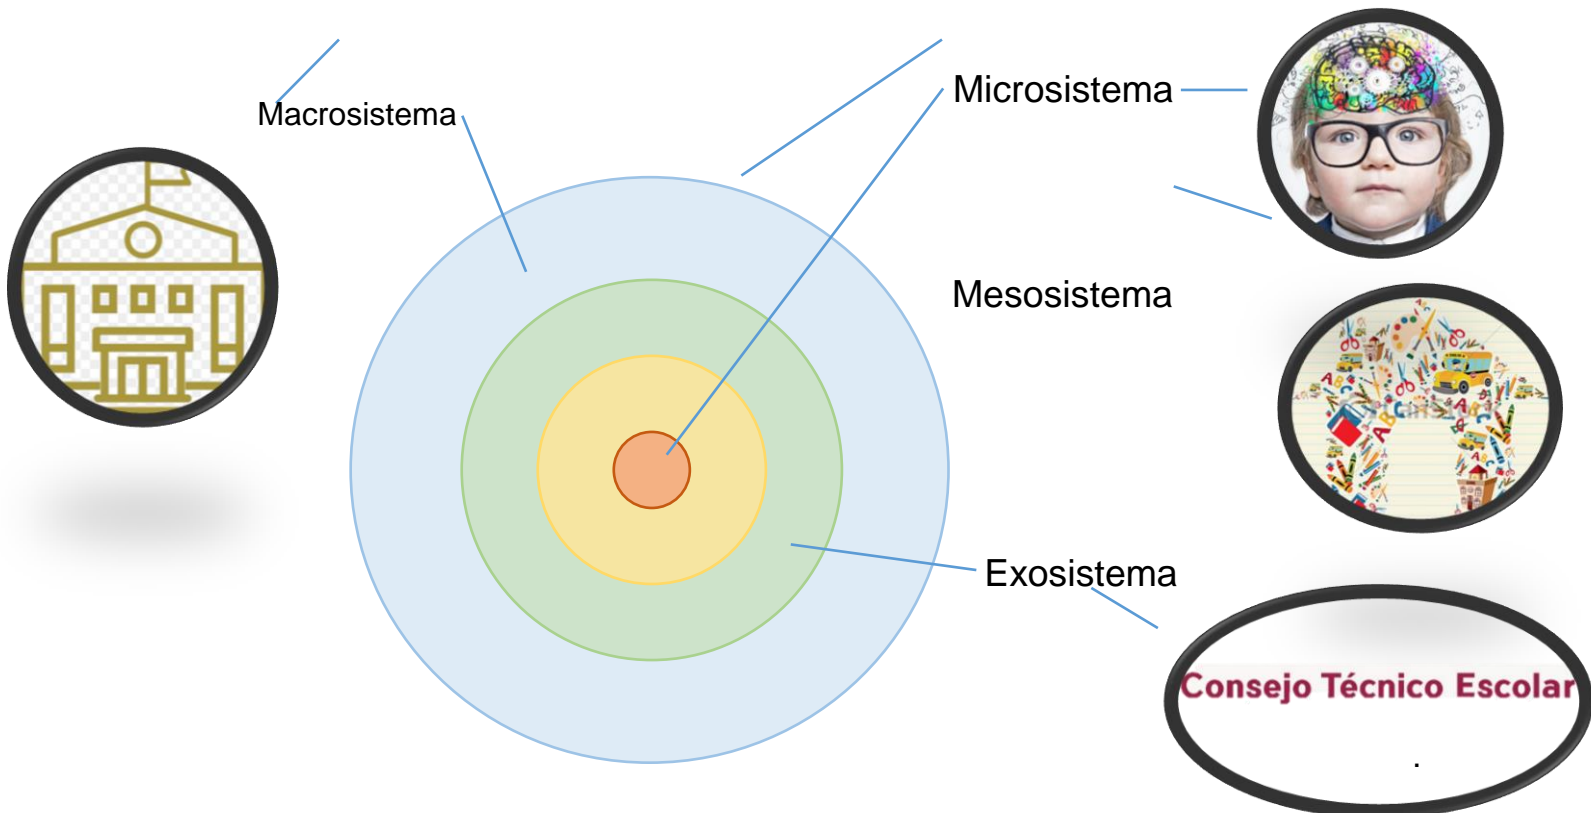 Microsistema
Macrosistema
Mesosistema
Exosistema
Consejo Técnico Escolar
.